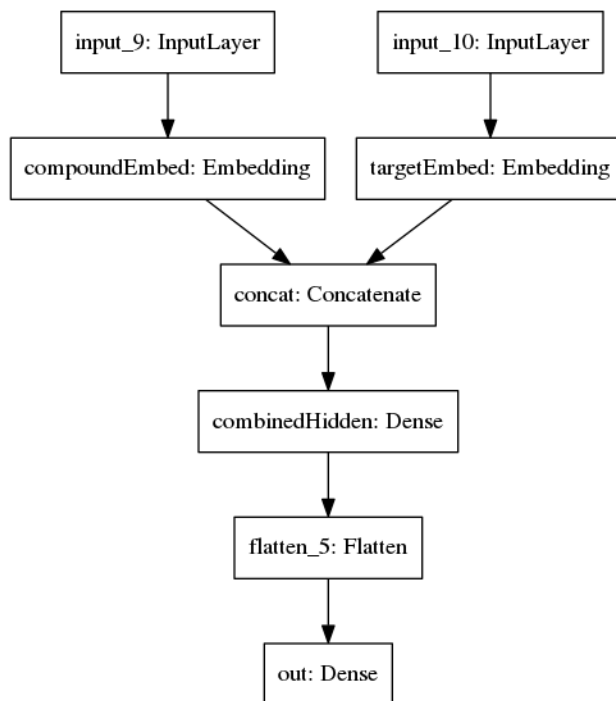 input_9: InputLayer
input_10: InputLayer
compoundEmbed: Embedding
targetEmbed: Embedding
concat: Concatenate
combinedHidden: Dense
flatten_5: Flatten
out: Dense